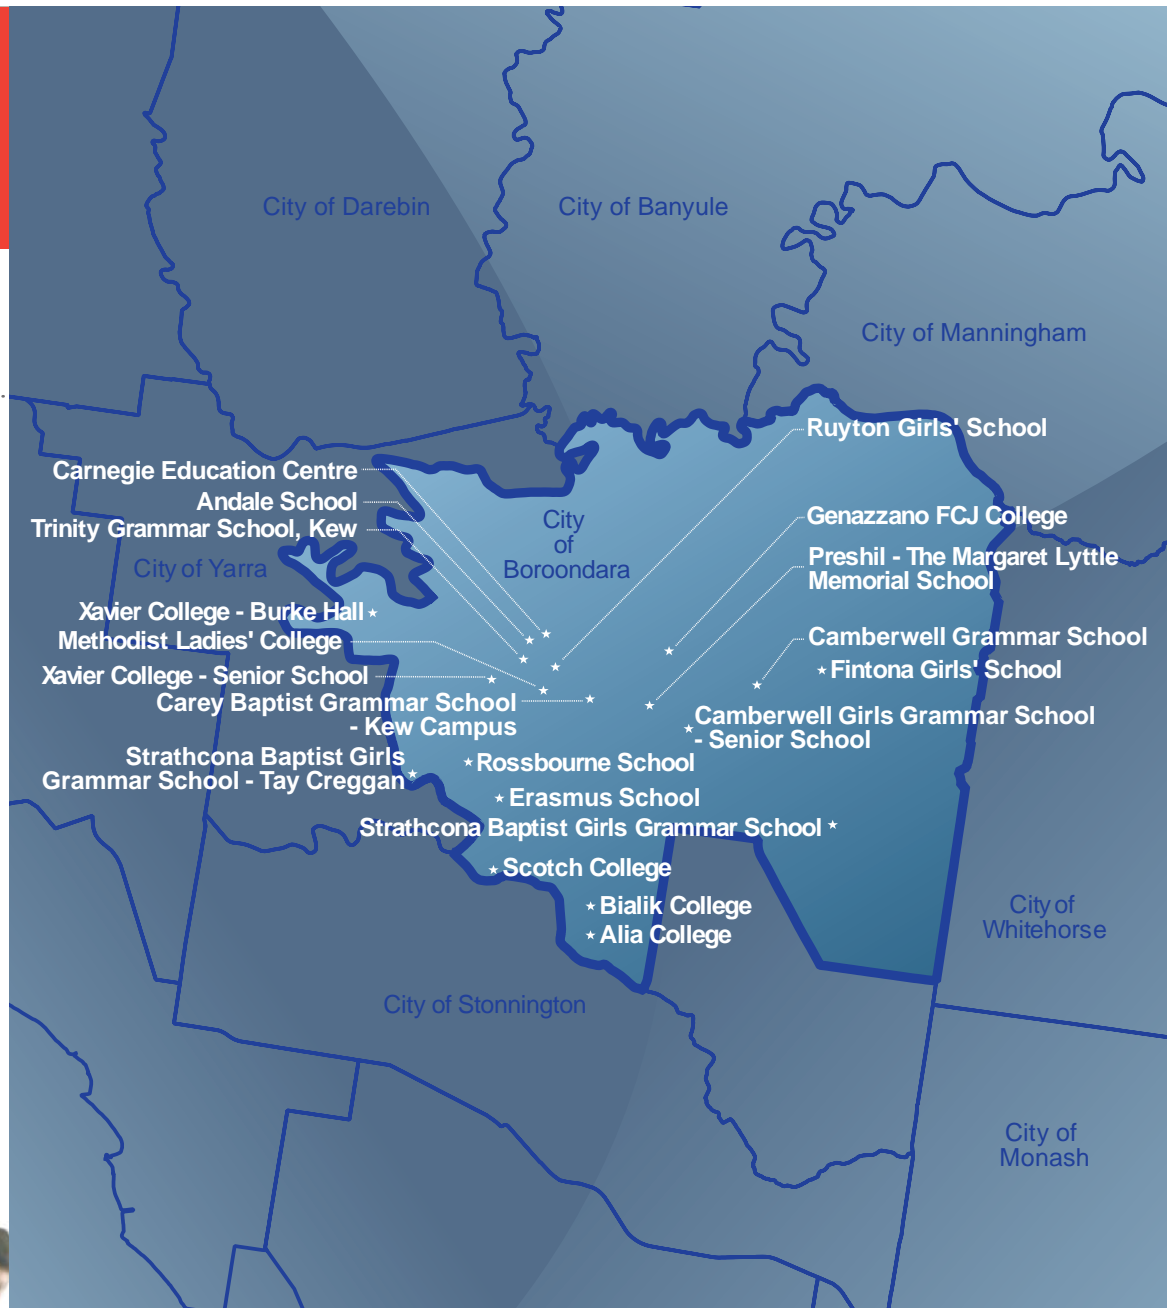 City of Darebin
City of Banyule
City of Manningham
Ruyton Girls' School
Carnegie Education Centre
Andale School
Trinity Grammar School, Kew
City
of
Boroondara
Genazzano FCJ College
Preshil - The Margaret Lyttle
Memorial School
City of Yarra
Xavier College - Burke Hall
Methodist Ladies' College
Camberwell Grammar School
Fintona Girls' School
Xavier College - Senior School
Carey Baptist Grammar School
- Kew Campus
Camberwell Girls Grammar School
- Senior School
Strathcona Baptist Girls
Grammar School - Tay Creggan
Rossbourne School
Erasmus School
Strathcona Baptist Girls Grammar School
Scotch College
Bialik College
Alia College
City of
Whitehorse
City of Stonnington
City of
Monash